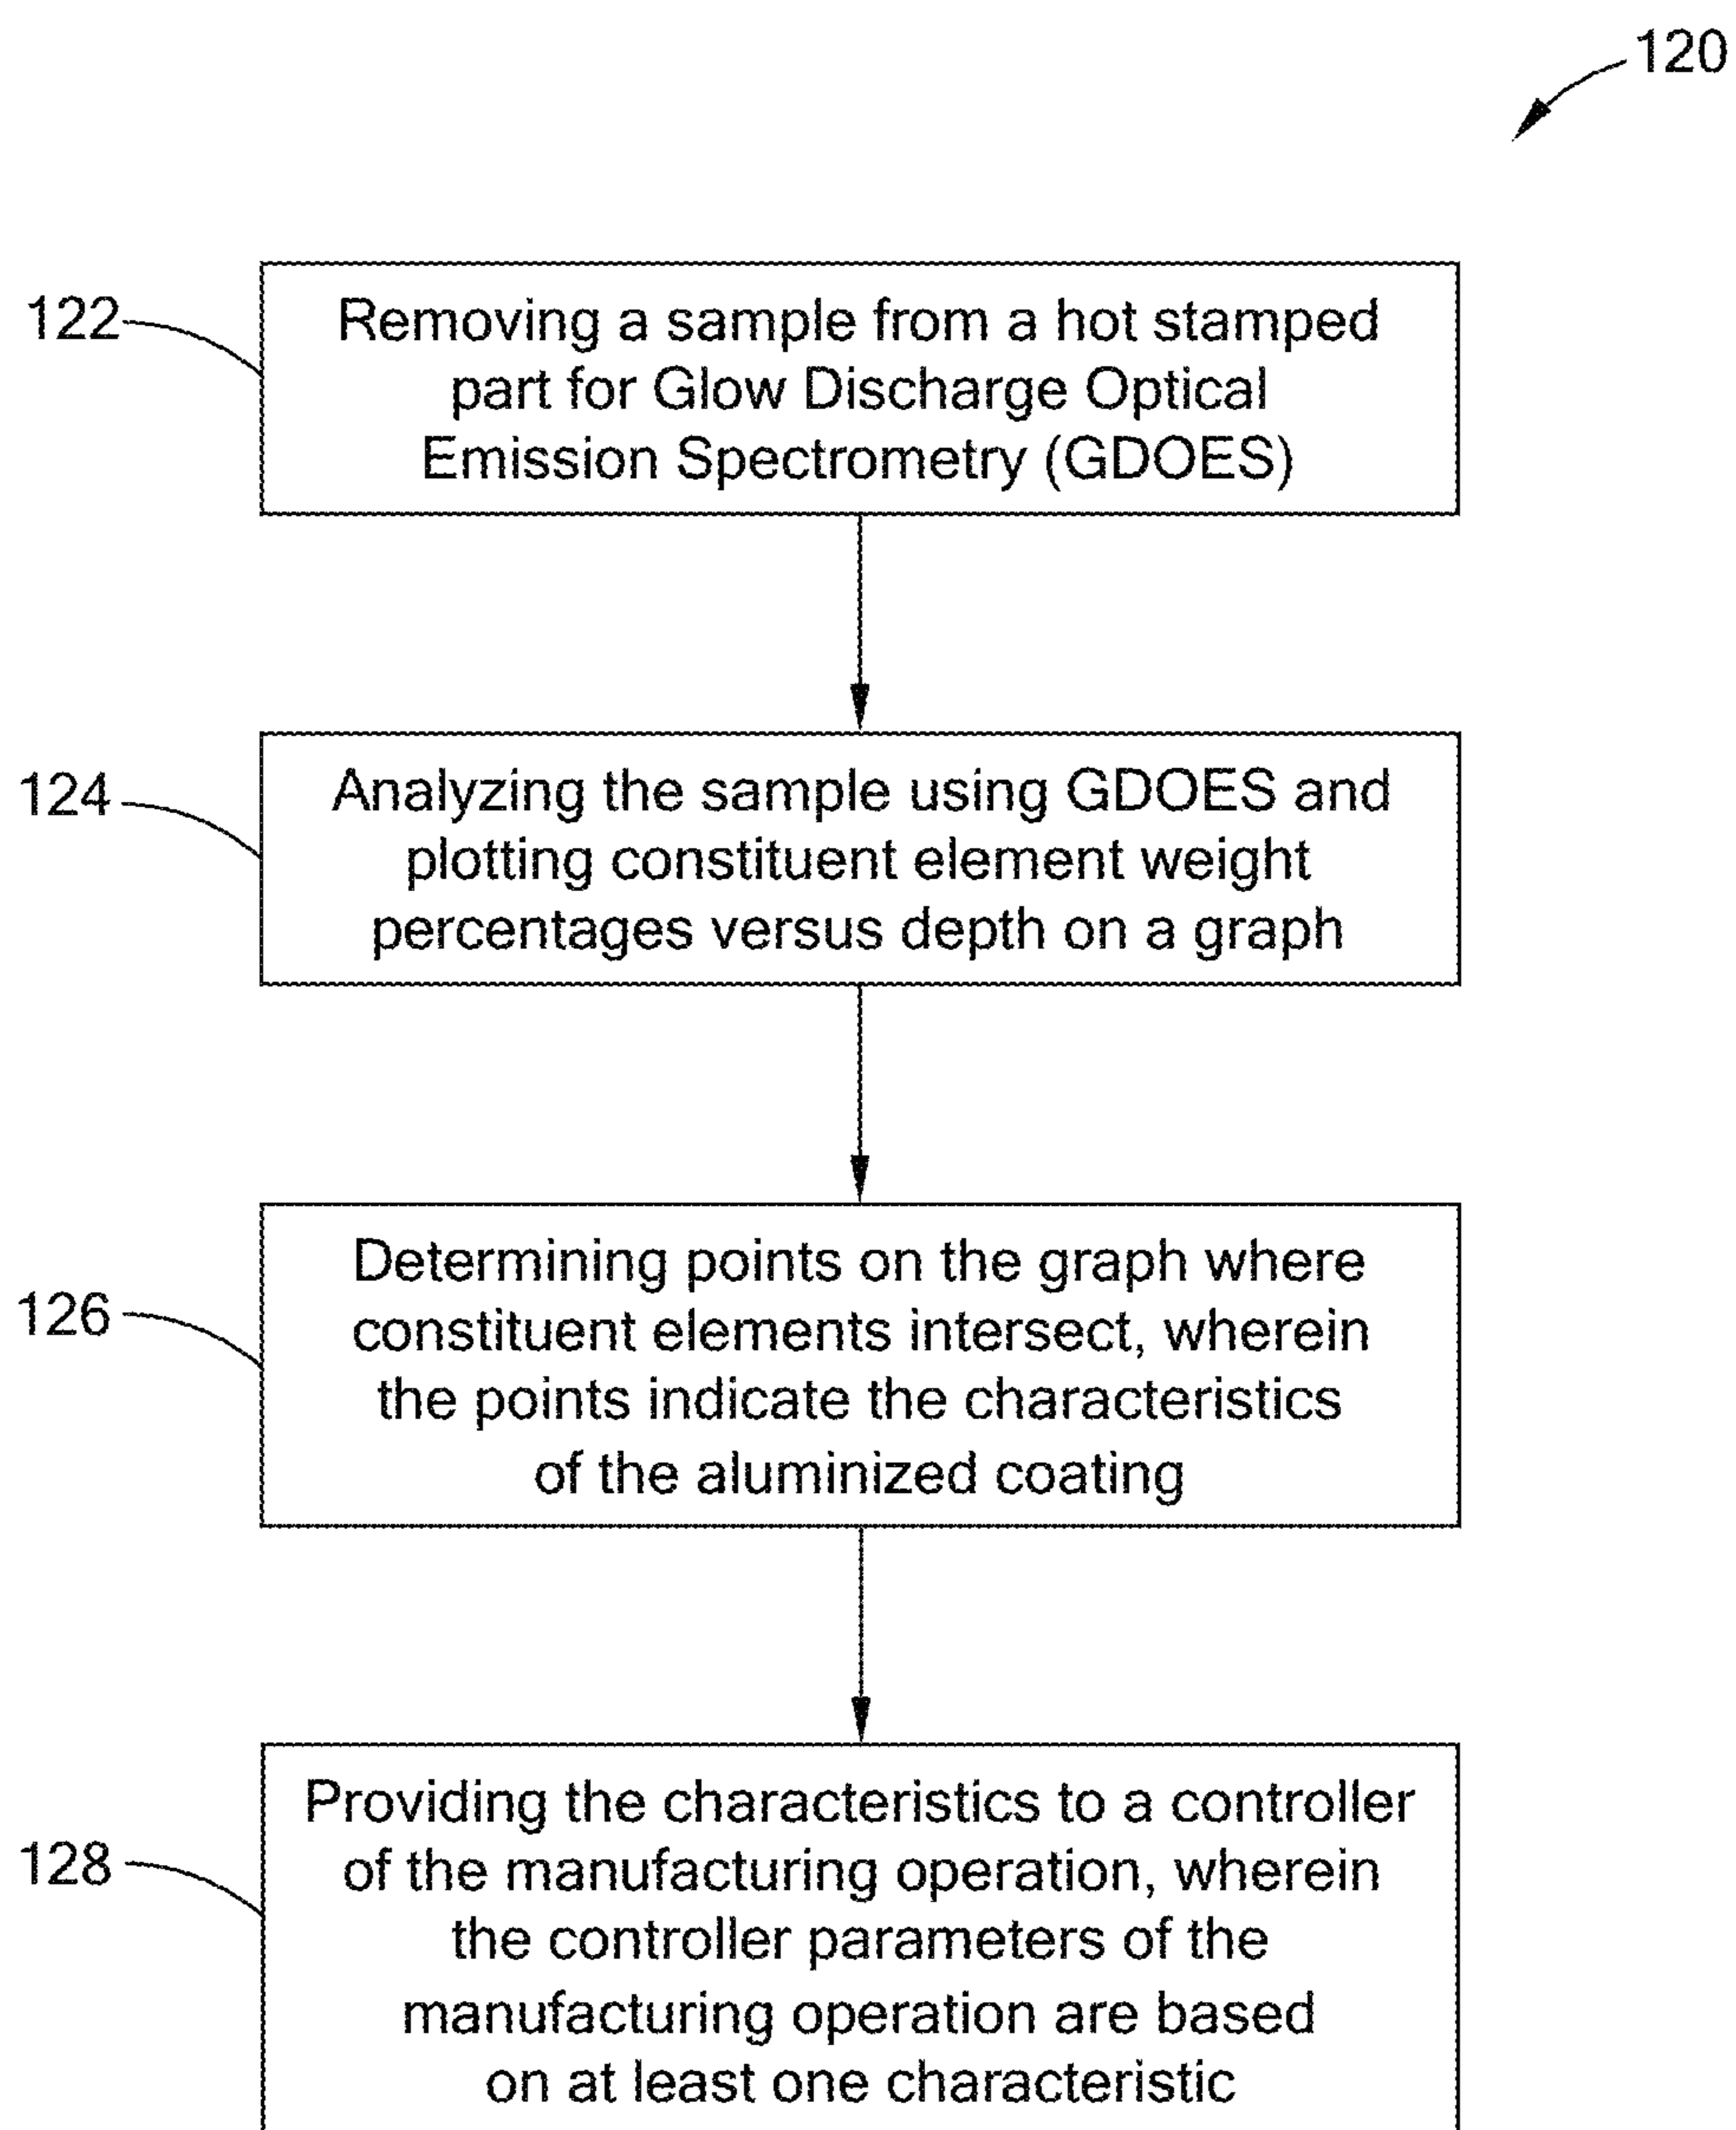 120
122
Removing a sample from a hot stamped
part for Glow Discharge Optical
Emission Spectrometry (GDOES)
124
Analyzing the sample using GDOES and
plotting constituent element weight
percentages versus depth on a graph
126
Determining points on the graph where
constituent elements intersect, wherein
the points indicate the characteristics
of the aluminized coating
128
Providing the characteristics to a controller
of the manufacturing operation, wherein
the controller parameters of the
manufacturing operation are based
on at least one characteristic